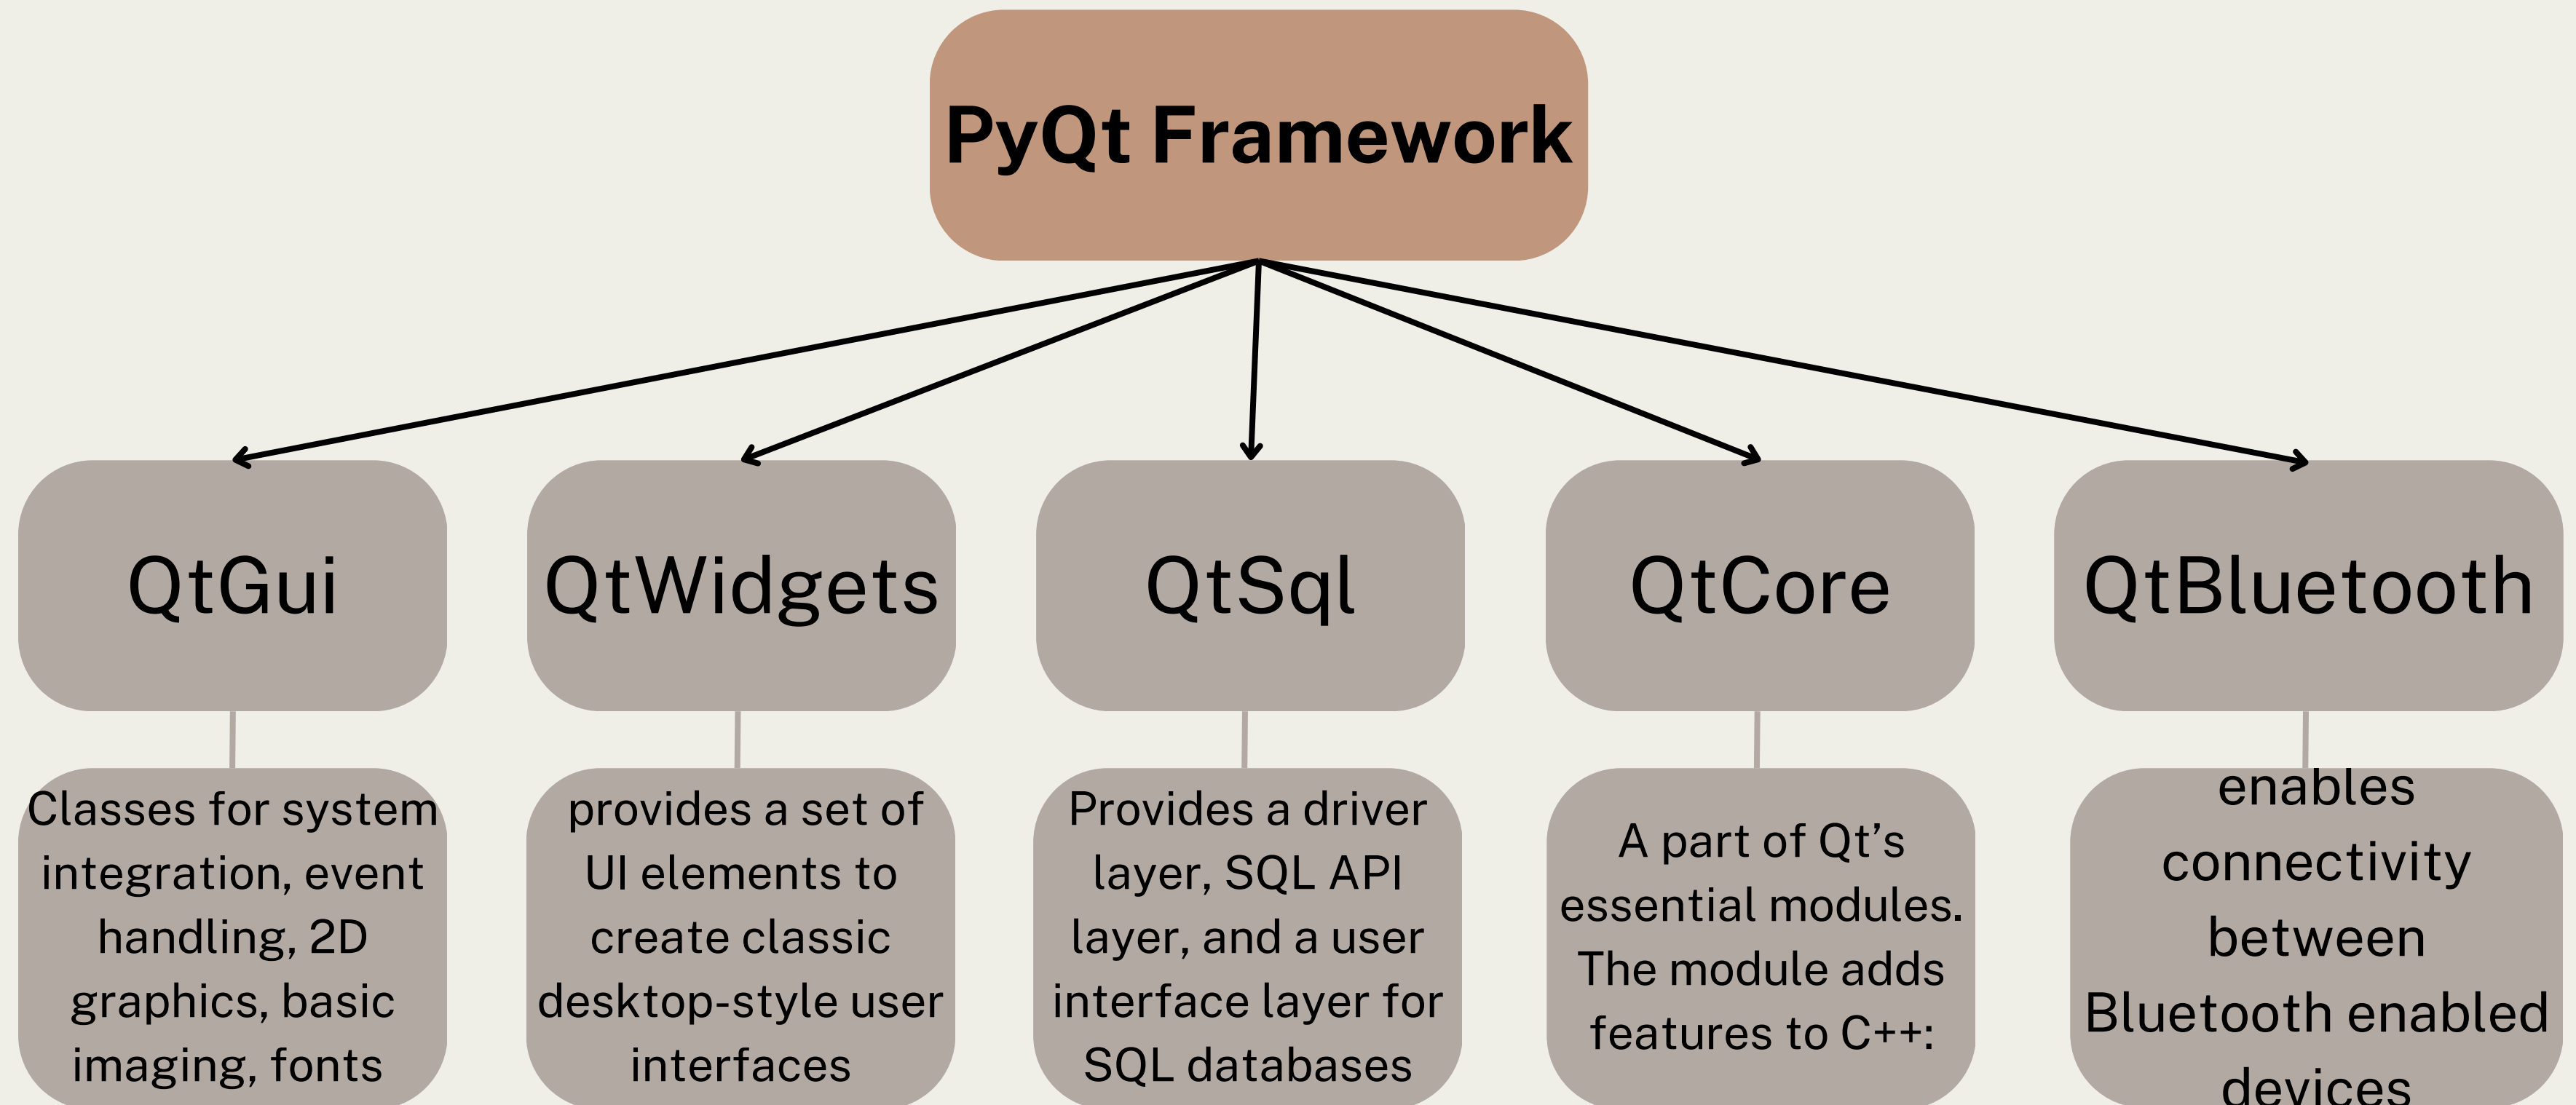 PyQt Framework
QtGui
QtWidgets
QtSql
QtCore
QtBluetooth
Classes for system
integration, event
handling, 2D
graphics, basic
imaging, fonts
provides a set of
UI elements to
create classic
desktop-style user
interfaces
Provides a driver
layer, SQL API
layer, and a user
interface layer for
SQL databases
A part of Qt’s
essential modules.
The module adds
features to C++:
enables
connectivity
between
Bluetooth enabled
devices